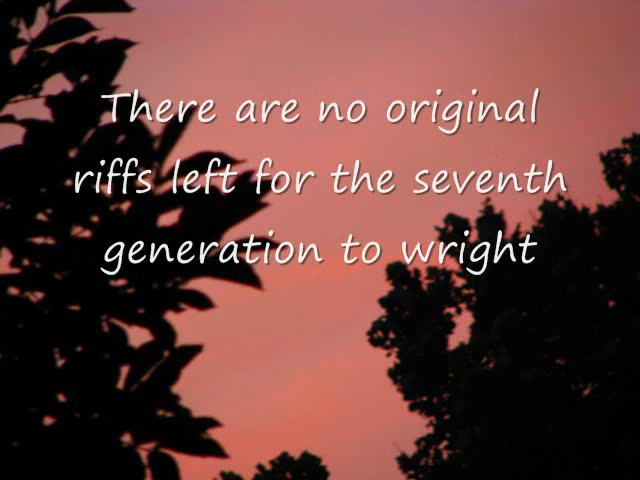 There are no original
riffs left for the seventh
generation to wright